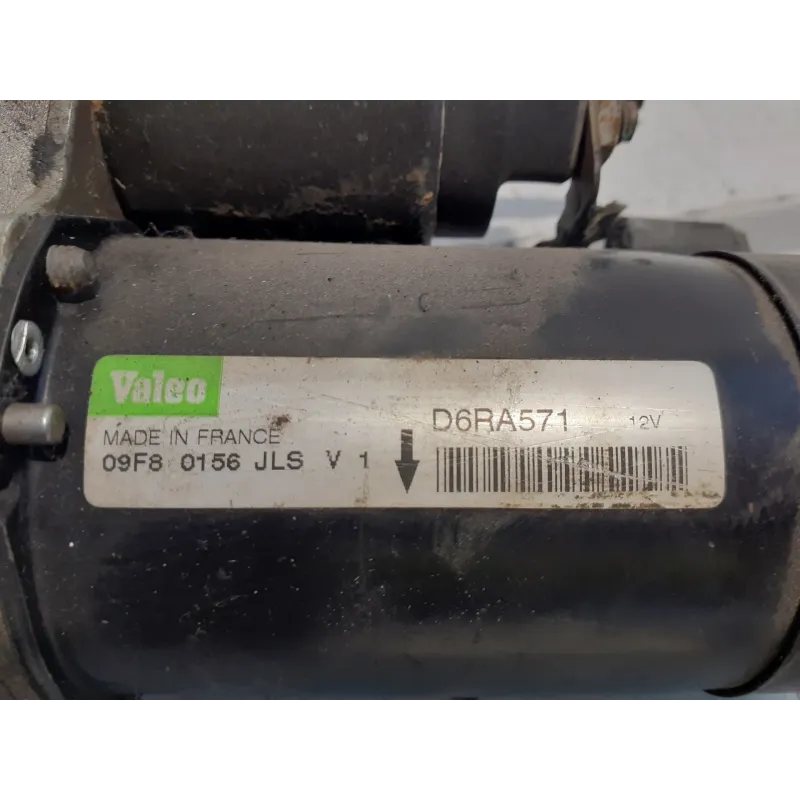 Valeo
MADE IN FRANCE
09F8 0156 JLS V 1
D6RA571 12V